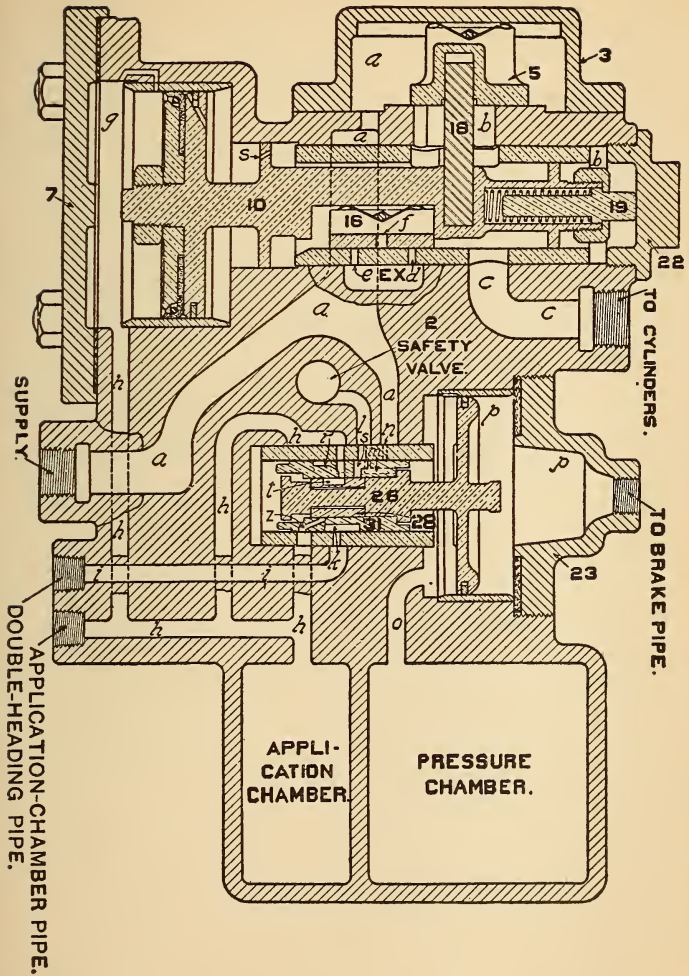 a
5
3
g
a
b
18
s
b
7
10
16
f
19
e
EX
d
22
a
c
c
TO CYLINDERS.
2
SAFETY
VALVE.
h
a
l
s
n
p
p
h
r
SUPPLY
a
h
t
26
z
31
28
TO BRAKE PIPE.
h
k
23
l
l
h
h
o
DOUBLE-HEADING PIPE.
APPLICATION-CHAMBER PIPE.
APPLI-
CATION
CHAMBER.
PRESSURE
CHAMBER.